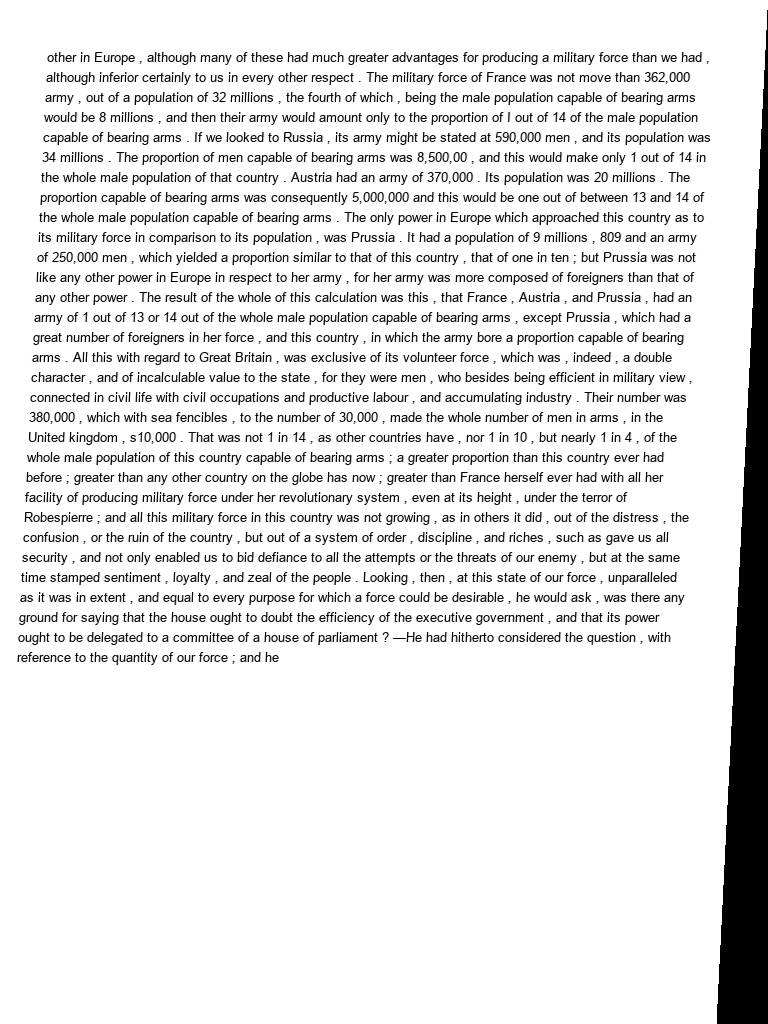 other in Europe , although many of these had much greater advantages for producing a military force than we had ,
although inferior certainly to us in every other respect . The military force of France was not move than 362,000
army , out of a population of 32 millions , the fourth of which , being the male population capable of bearing arms
would be 8 millions , and then their army would amount only to the proportion of I out of 14 of the male population
capable of bearing arms . If we looked to Russia , its army might be stated at 590,000 men , and its population was
34 millions . The proportion of men capable of bearing arms was 8,500,00 , and this would make only 1 out of 14 in
the whole male population of that country . Austria had an army of 370,000 . Its population was 20 millions . The
proportion capable of bearing arms was consequently 5,000,000 and this would be one out of between 13 and 14 of
the whole male population capable of bearing arms . The only power in Europe which approached this country as to
its military force in comparison to its population , was Prussia . It had a population of 9 millions , 809 and an army
of 250,000 men , which yielded a proportion similar to that of this country , that of one in ten ; but Prussia was not
like any other power in Europe in respect to her army , for her army was more composed of foreigners than that of
any other power . The result of the whole of this calculation was this , that France , Austria , and Prussia , had an
army of 1 out of 13 or 14 out of the whole male population capable of bearing arms , except Prussia , which had a
great number of foreigners in her force , and this country , in which the army bore a proportion capable of bearing
arms . All this with regard to Great Britain , was exclusive of its volunteer force , which was , indeed , a double
character , and of incalculable value to the state , for they were men , who besides being efficient in military view ,
connected in civil life with civil occupations and productive labour , and accumulating industry . Their number was
380,000 , which with sea fencibles , to the number of 30,000 , made the whole number of men in arms , in the
United kingdom , s10,000 . That was not 1 in 14 , as other countries have , nor 1 in 10 , but nearly 1 in 4 , of the
whole male population of this country capable of bearing arms ; a greater proportion than this country ever had
before ; greater than any other country on the globe has now ; greater than France herself ever had with all her
facility of producing military force under her revolutionary system , even at its height , under the terror of
Robespierre ; and all this military force in this country was not growing , as in others it did , out of the distress , the
confusion , or the ruin of the country , but out of a system of order , discipline , and riches , such as gave us all
security , and not only enabled us to bid defiance to all the attempts or the threats of our enemy , but at the same
time stamped sentiment , loyalty , and zeal of the people . Looking , then , at this state of our force , unparalleled
as it was in extent , and equal to every purpose for which a force could be desirable , he would ask , was there any
ground for saying that the house ought to doubt the efficiency of the executive government , and that its power
ought to be delegated to a committee of a house of parliament ? —He had hitherto considered the question , with
reference to the quantity of our force ; and he